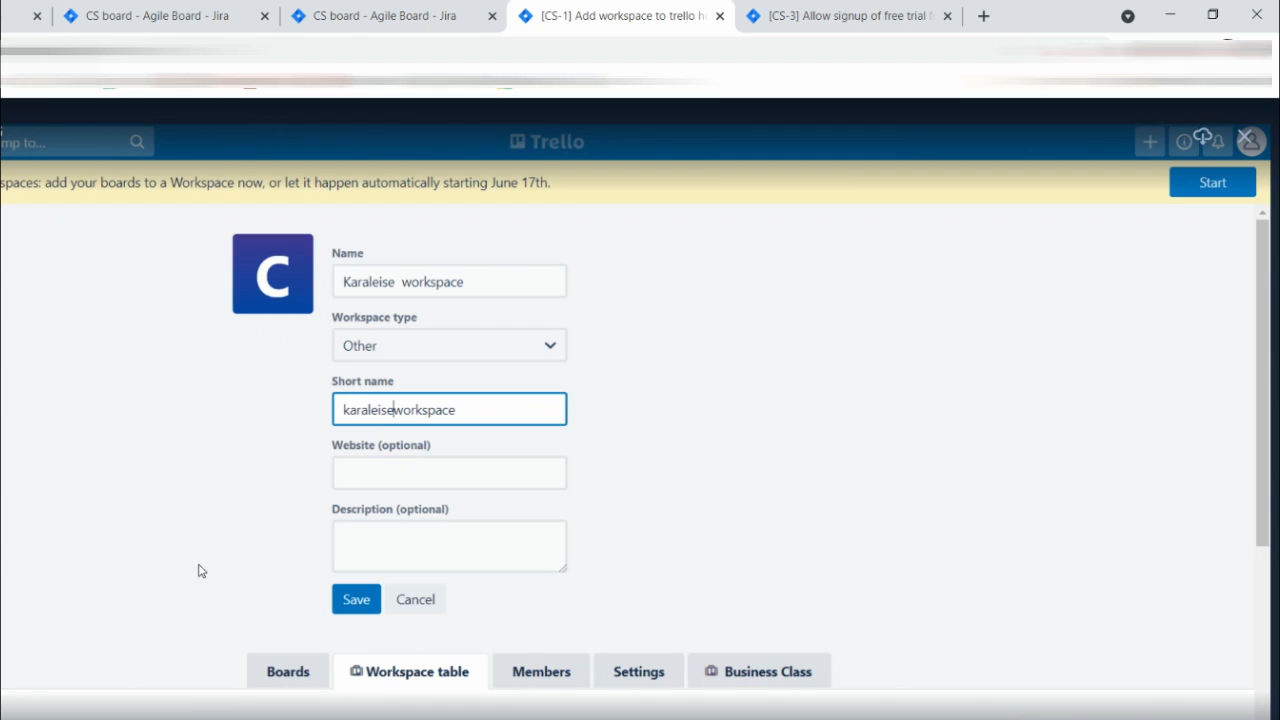 CS board - Agile Board - Jira
CS board - Agile Board - Jira
[CS-1] Add workspace to trello h
[CS-3] Allow signup of free trial f
mp to...
Trello
spaces: add your boards to a Workspace now, or let it happen automatically starting June 17th.
Start
C
Name
Karaleise  workspace
Workspace type
Other
Short name
karaleiseworkspace
Website (optional)
Description (optional)
Save
Cancel
Boards
Workspace table
Members
Settings
Business Class